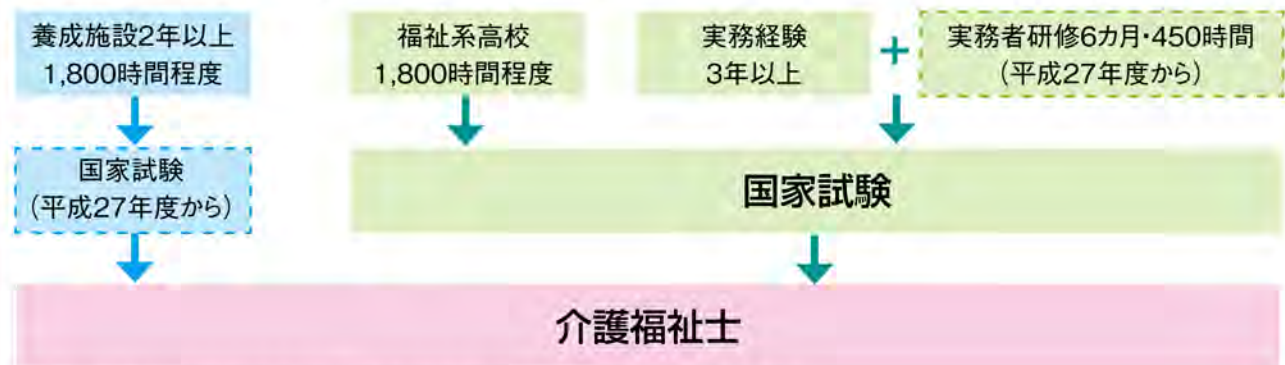 養成施設2年以上
1,800時間程度
福祉系高校
1,800時間程度
実務経験
3年以上
+
実務者研修6カ月・450時間
(平成27年度から)
国家試験
(平成27年度から)
国家試験
介護福祉士